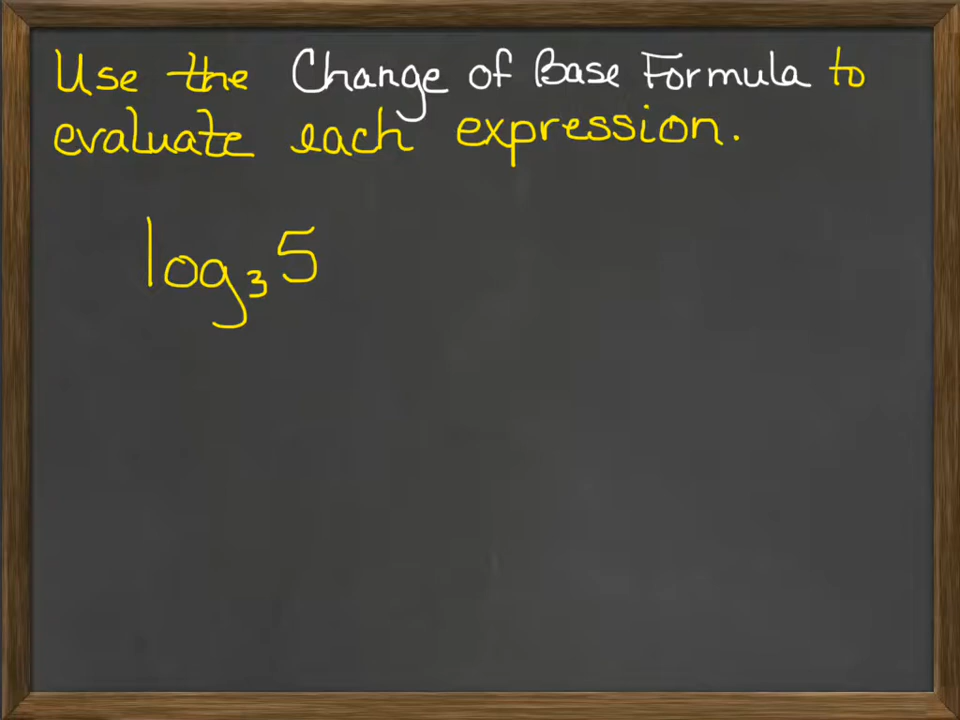 Use the Change of Base Formula to
evaluate each expression.
log₃5